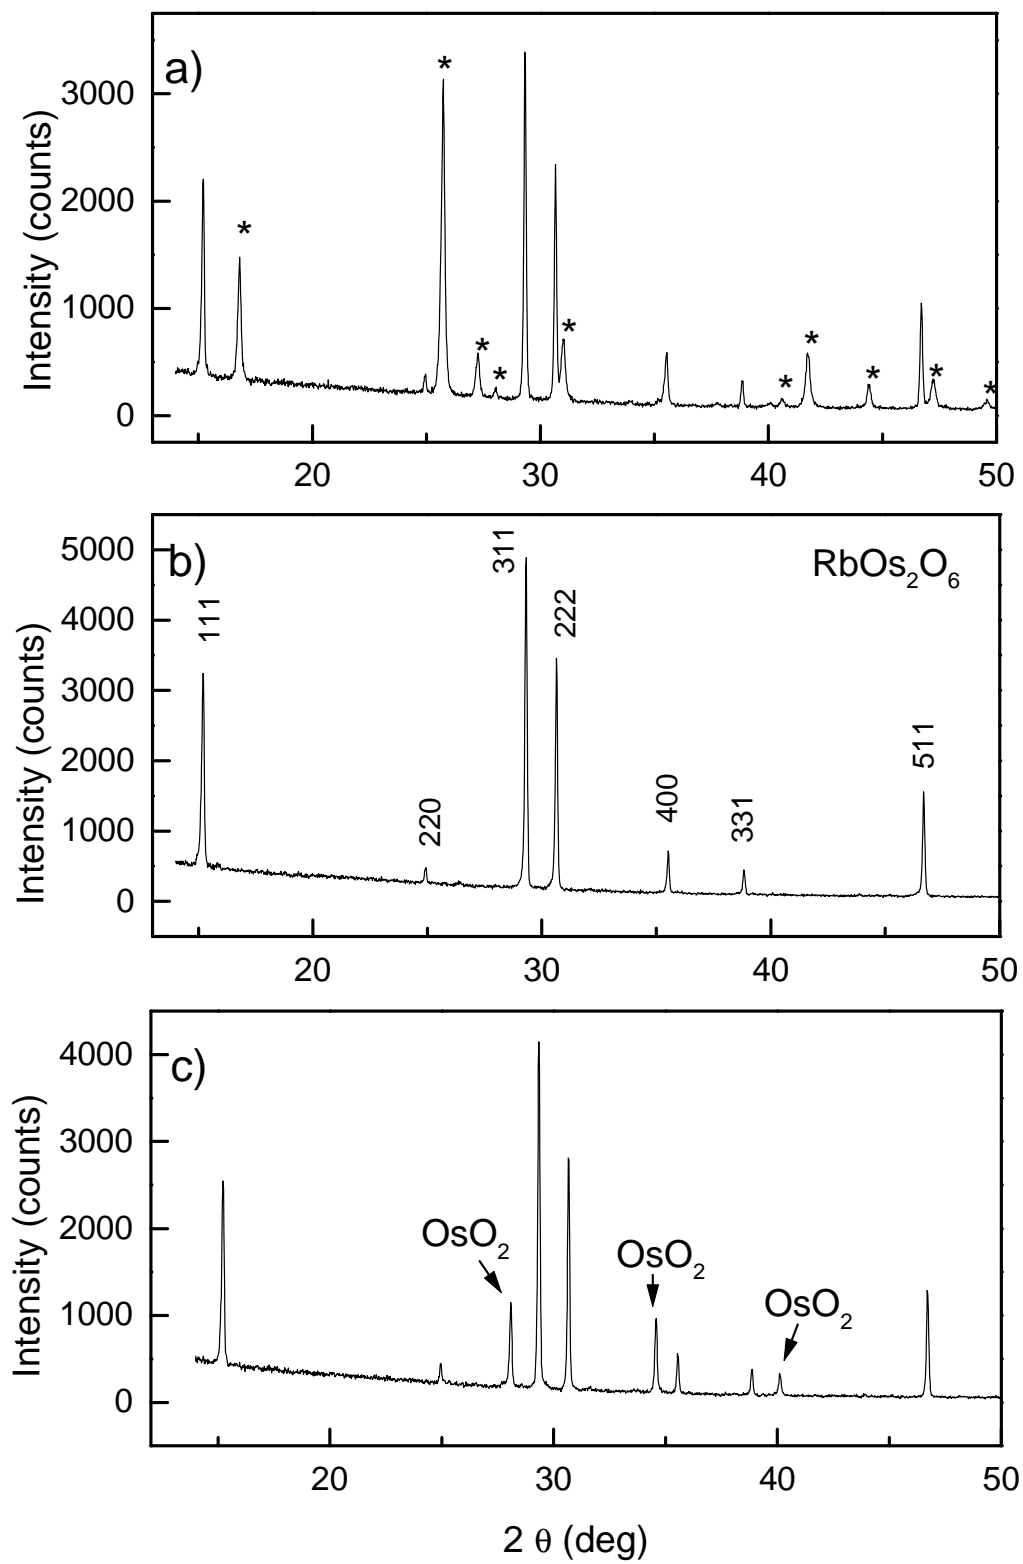 a)
*
*
*
*
*
*
*
*
*
*
3000
2000
1000
0
Intensity (counts)
20 30 40 50
b)
RbOs₂O₆
111
220
311
222
400
331
511
5000
4000
3000
2000
1000
0
Intensity (counts)
20 30 40 50
c)
OsO₂
OsO₂
OsO₂
4000
3000
2000
1000
0
Intensity (counts)
20 30 40 50
2 θ (deg)